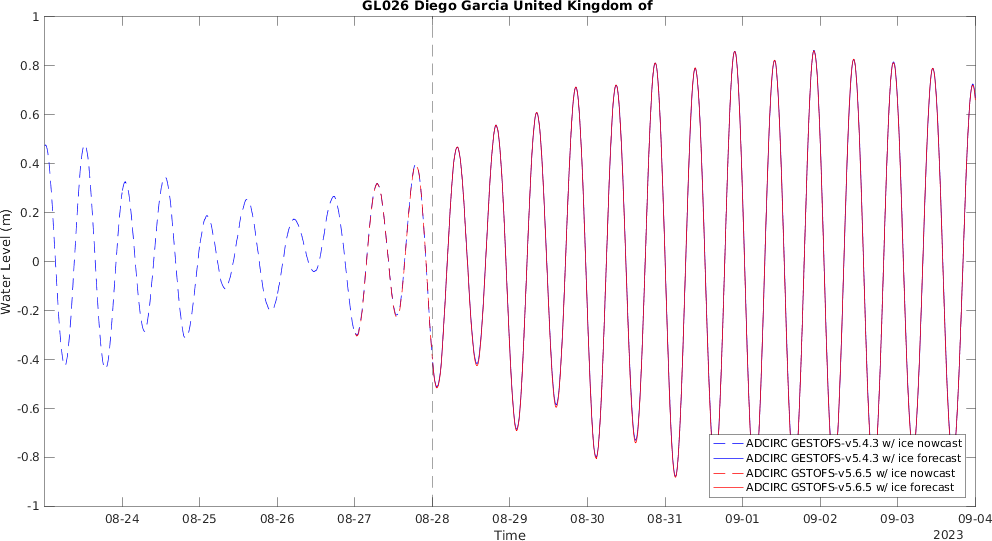 GL026 Diego Garcia United Kingdom of
1
0.8
0.6
0.4
0.2
0
-0.2
-0.4
-0.6
-0.8
-1
Water Level (m)
ADCIRC GESTOFS-v5.4.3 w/ ice nowcast
ADCIRC GESTOFS-v5.4.3 w/ ice forecast
ADCIRC GSTOFS-v5.6.5 w/ ice nowcast
ADCIRC GSTOFS-v5.6.5 w/ ice forecast
08-24 08-25 08-26 08-27 08-28 08-29 08-30 08-31 09-01 09-02 09-03 09-04
Time
2023